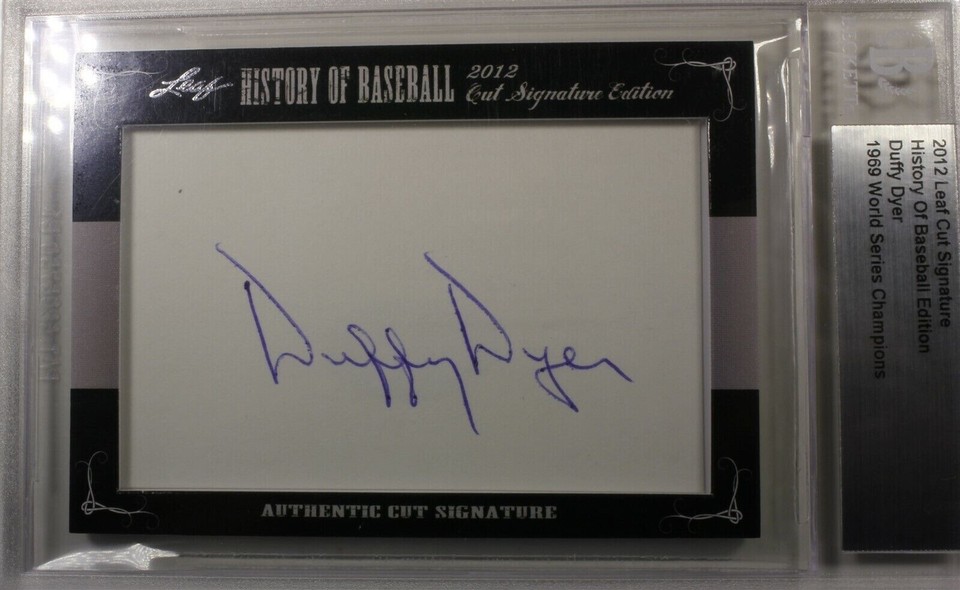 Leaf HISTORY OF BASEBALL 2012
Cut Signature Edition
Duffy Dyer
AUTHENTIC CUT SIGNATURE
2012 Leaf Cut Signature
History Of Baseball Edition
Duffy Dyer
1969 World Series Champions